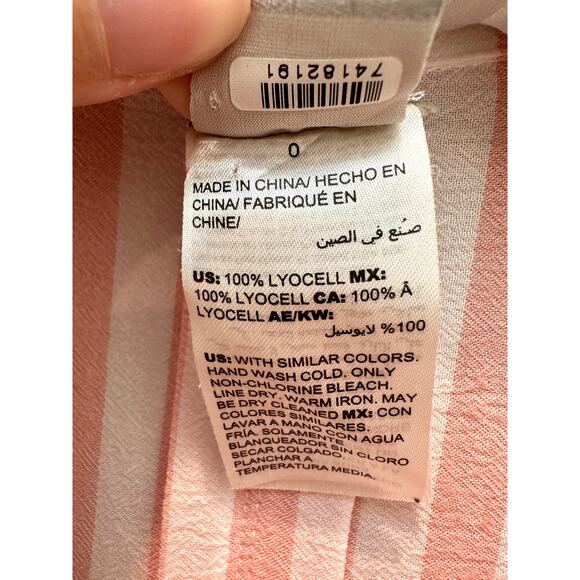 74182191
0
MADE IN CHINA/ HECHO EN
CHINA/ FABRIQUÉ EN
CHINE/
صُنع في الصين
US: 100% LYOCELL MX:
100% LYOCELL CA: 100% Â
LYOCELL AE/KW:
100% لايوسيل
US: WITH SIMILAR COLORS.
HAND WASH COLD. ONLY
NON-CHLORINE BLEACH.
LINE DRY. WARM IRON. MAY
BE DRY CLEANED MX: CON
COLORES SIMILARES.
LAVAR A MANO CON AGUA
FRÍA. SOLAMENTE
BLANQUEADOR SIN CLORO
SECAR COLGADO.
PLANCHAR A
TEMPERATURA MEDIA.